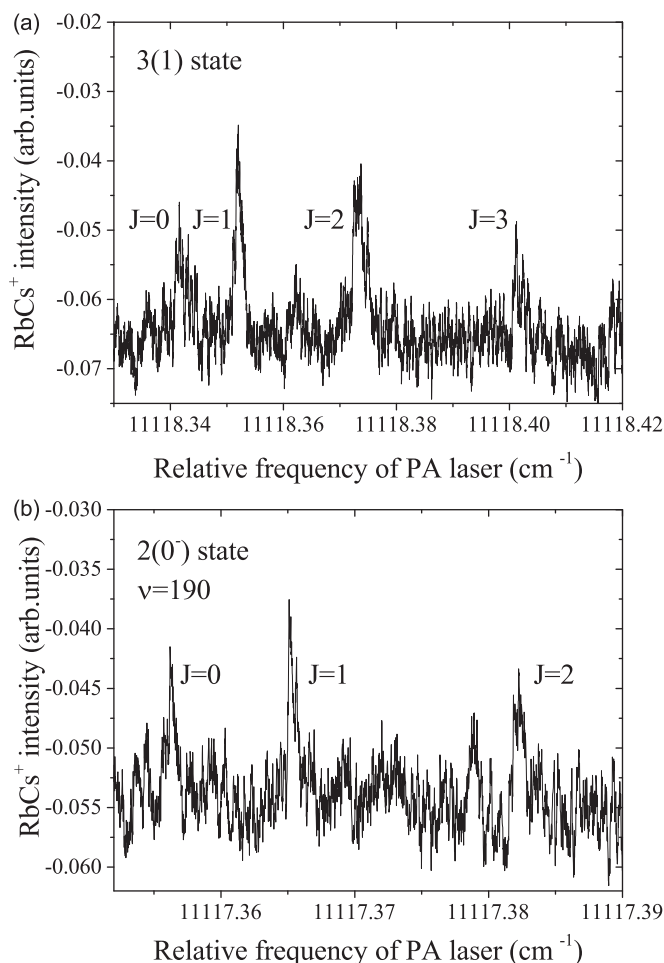 (a)
-0.02
3(1) state
-0.03
-0.04
J=0 J=1 J=2 J=3
-0.05
-0.06
-0.07
RbCs⁺ intensity (arb.units)
11118.34 11118.36 11118.38 11118.40 11118.42
Relative frequency of PA laser (cm⁻¹)
(b)
-0.030
2(0⁻) state
-0.035
ν=190
-0.040
J=0 J=1 J=2
-0.045
-0.050
-0.055
-0.060
RbCs⁺ intensity (arb.units)
11117.36 11117.37 11117.38 11117.39
Relative frequency of PA laser (cm⁻¹)